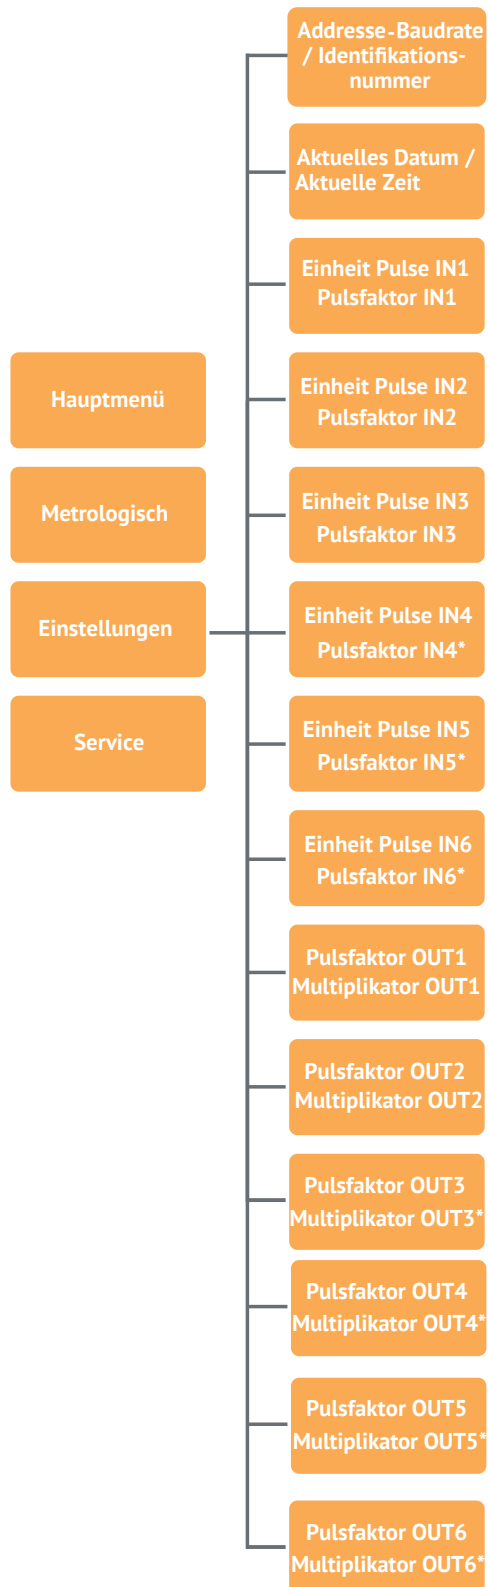 Hauptmenü
Metrologisch
Einstellungen
Service
Addresse-Baudrate
/ Identifikations-
nummer
Aktuelles Datum /
Aktuelle Zeit
Einheit Pulse IN1
Pulsfaktor IN1
Einheit Pulse IN2
Pulsfaktor IN2
Einheit Pulse IN3
Pulsfaktor IN3
Einheit Pulse IN4
Pulsfaktor IN4*
Einheit Pulse IN5
Pulsfaktor IN5*
Einheit Pulse IN6
Pulsfaktor IN6*
Pulsfaktor OUT1
Multiplikator OUT1
Pulsfaktor OUT2
Multiplikator OUT2
Pulsfaktor OUT3
Multiplikator OUT3*
Pulsfaktor OUT4
Multiplikator OUT4*
Pulsfaktor OUT5
Multiplikator OUT5*
Pulsfaktor OUT6
Multiplikator OUT6*